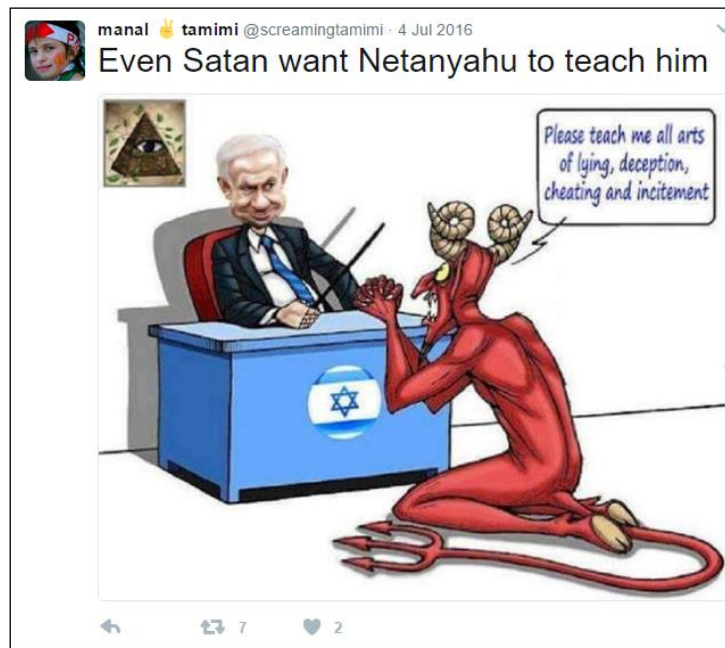 manal ✌ tamimi @screamingtamimi · 4 Jul 2016
Even Satan want Netanyahu to teach him
Please teach me all arts
of lying, deception,
cheating and incitement
7 2